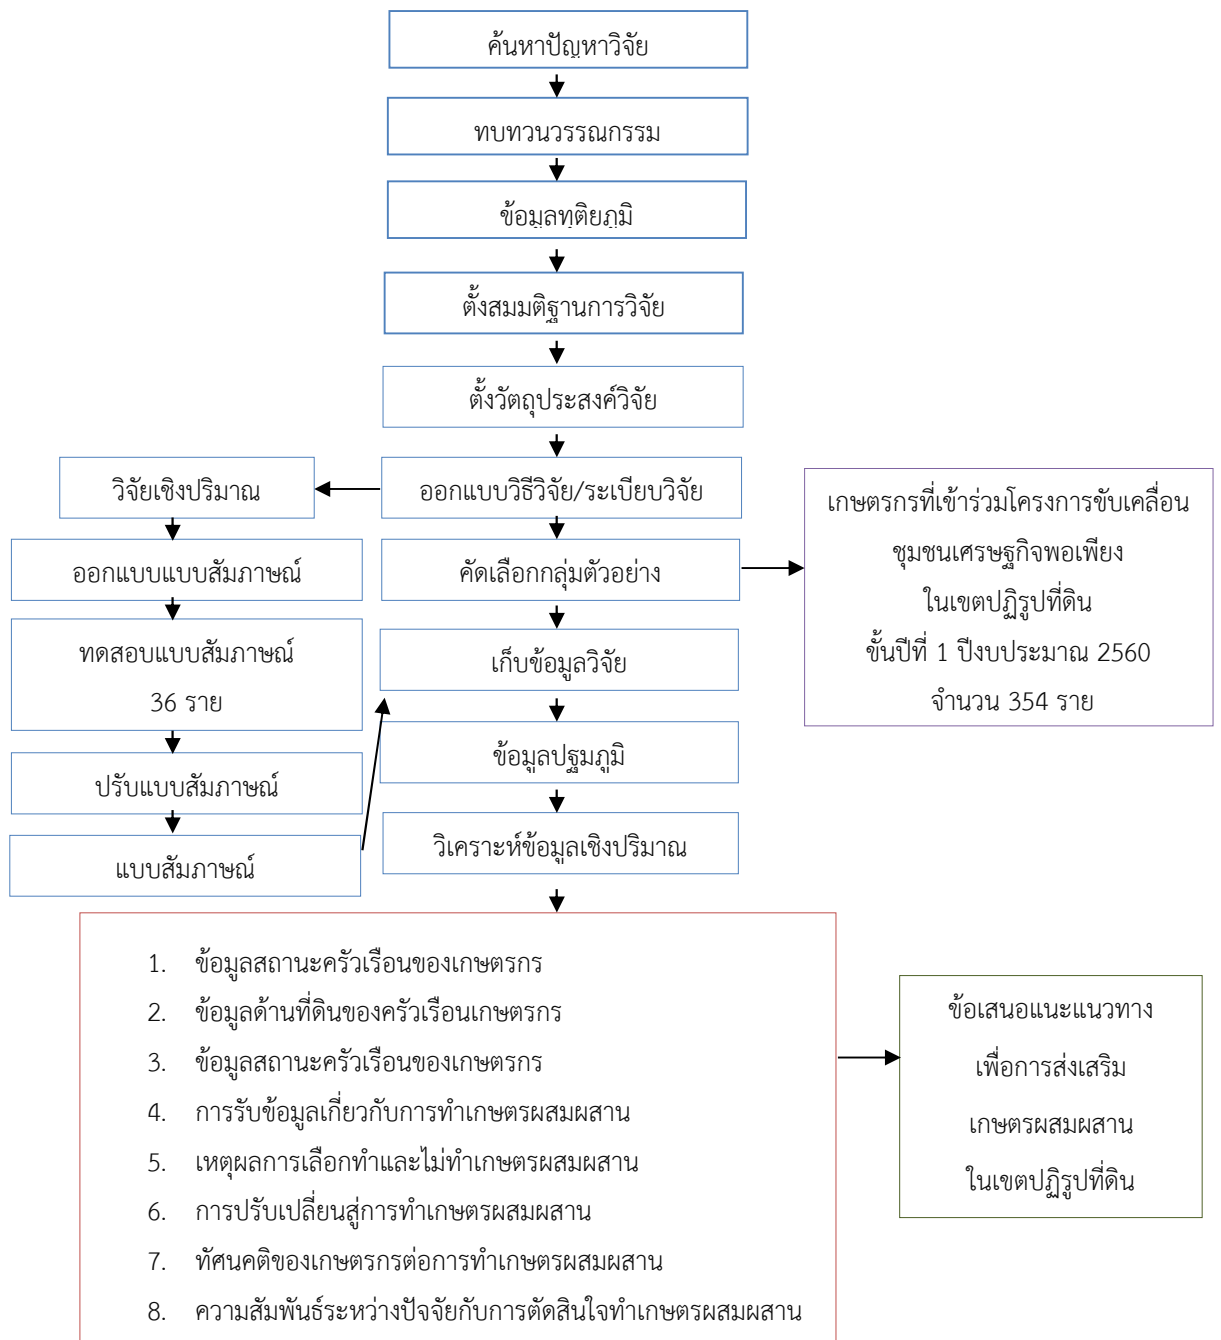 ค้นหาปัญหาวิจัย
ทบทวนวรรณกรรม
ข้อมูลทุติยภูมิ
ตั้งสมมติฐานการวิจัย
ตั้งวัตถุประสงค์วิจัย
วิจัยเชิงปริมาณ
ออกแบบวิธีวิจัย/ระเบียบวิจัย
ออกแบบแบบสัมภาษณ์
คัดเลือกกลุ่มตัวอย่าง
เกษตรกรที่เข้าร่วมโครงการขับเคลื่อน
ชุมชนเศรษฐกิจพอเพียง
ในเขตปฏิรูปที่ดิน
ขั้นปีที่ 1 ปีงบประมาณ 2560
จำนวน 354 ราย
ทดสอบแบบสัมภาษณ์
36 ราย
เก็บข้อมูลวิจัย
ปรับแบบสัมภาษณ์
ข้อมูลปฐมภูมิ
แบบสัมภาษณ์
วิเคราะห์ข้อมูลเชิงปริมาณ
1. ข้อมูลสถานะครัวเรือนของเกษตรกร
2. ข้อมูลด้านที่ดินของครัวเรือนเกษตรกร
3. ข้อมูลสถานะครัวเรือนของเกษตรกร
4. การรับข้อมูลเกี่ยวกับการทำเกษตรผสมผสาน
5. เหตุผลการเลือกทำและไม่ทำเกษตรผสมผสาน
6. การปรับเปลี่ยนสู่การทำเกษตรผสมผสาน
7. ทัศนคติของเกษตรกรต่อการทำเกษตรผสมผสาน
8. ความสัมพันธ์ระหว่างปัจจัยกับการตัดสินใจทำเกษตรผสมผสาน
ข้อเสนอแนะแนวทาง
เพื่อการส่งเสริม
เกษตรผสมผสาน
ในเขตปฏิรูปที่ดิน